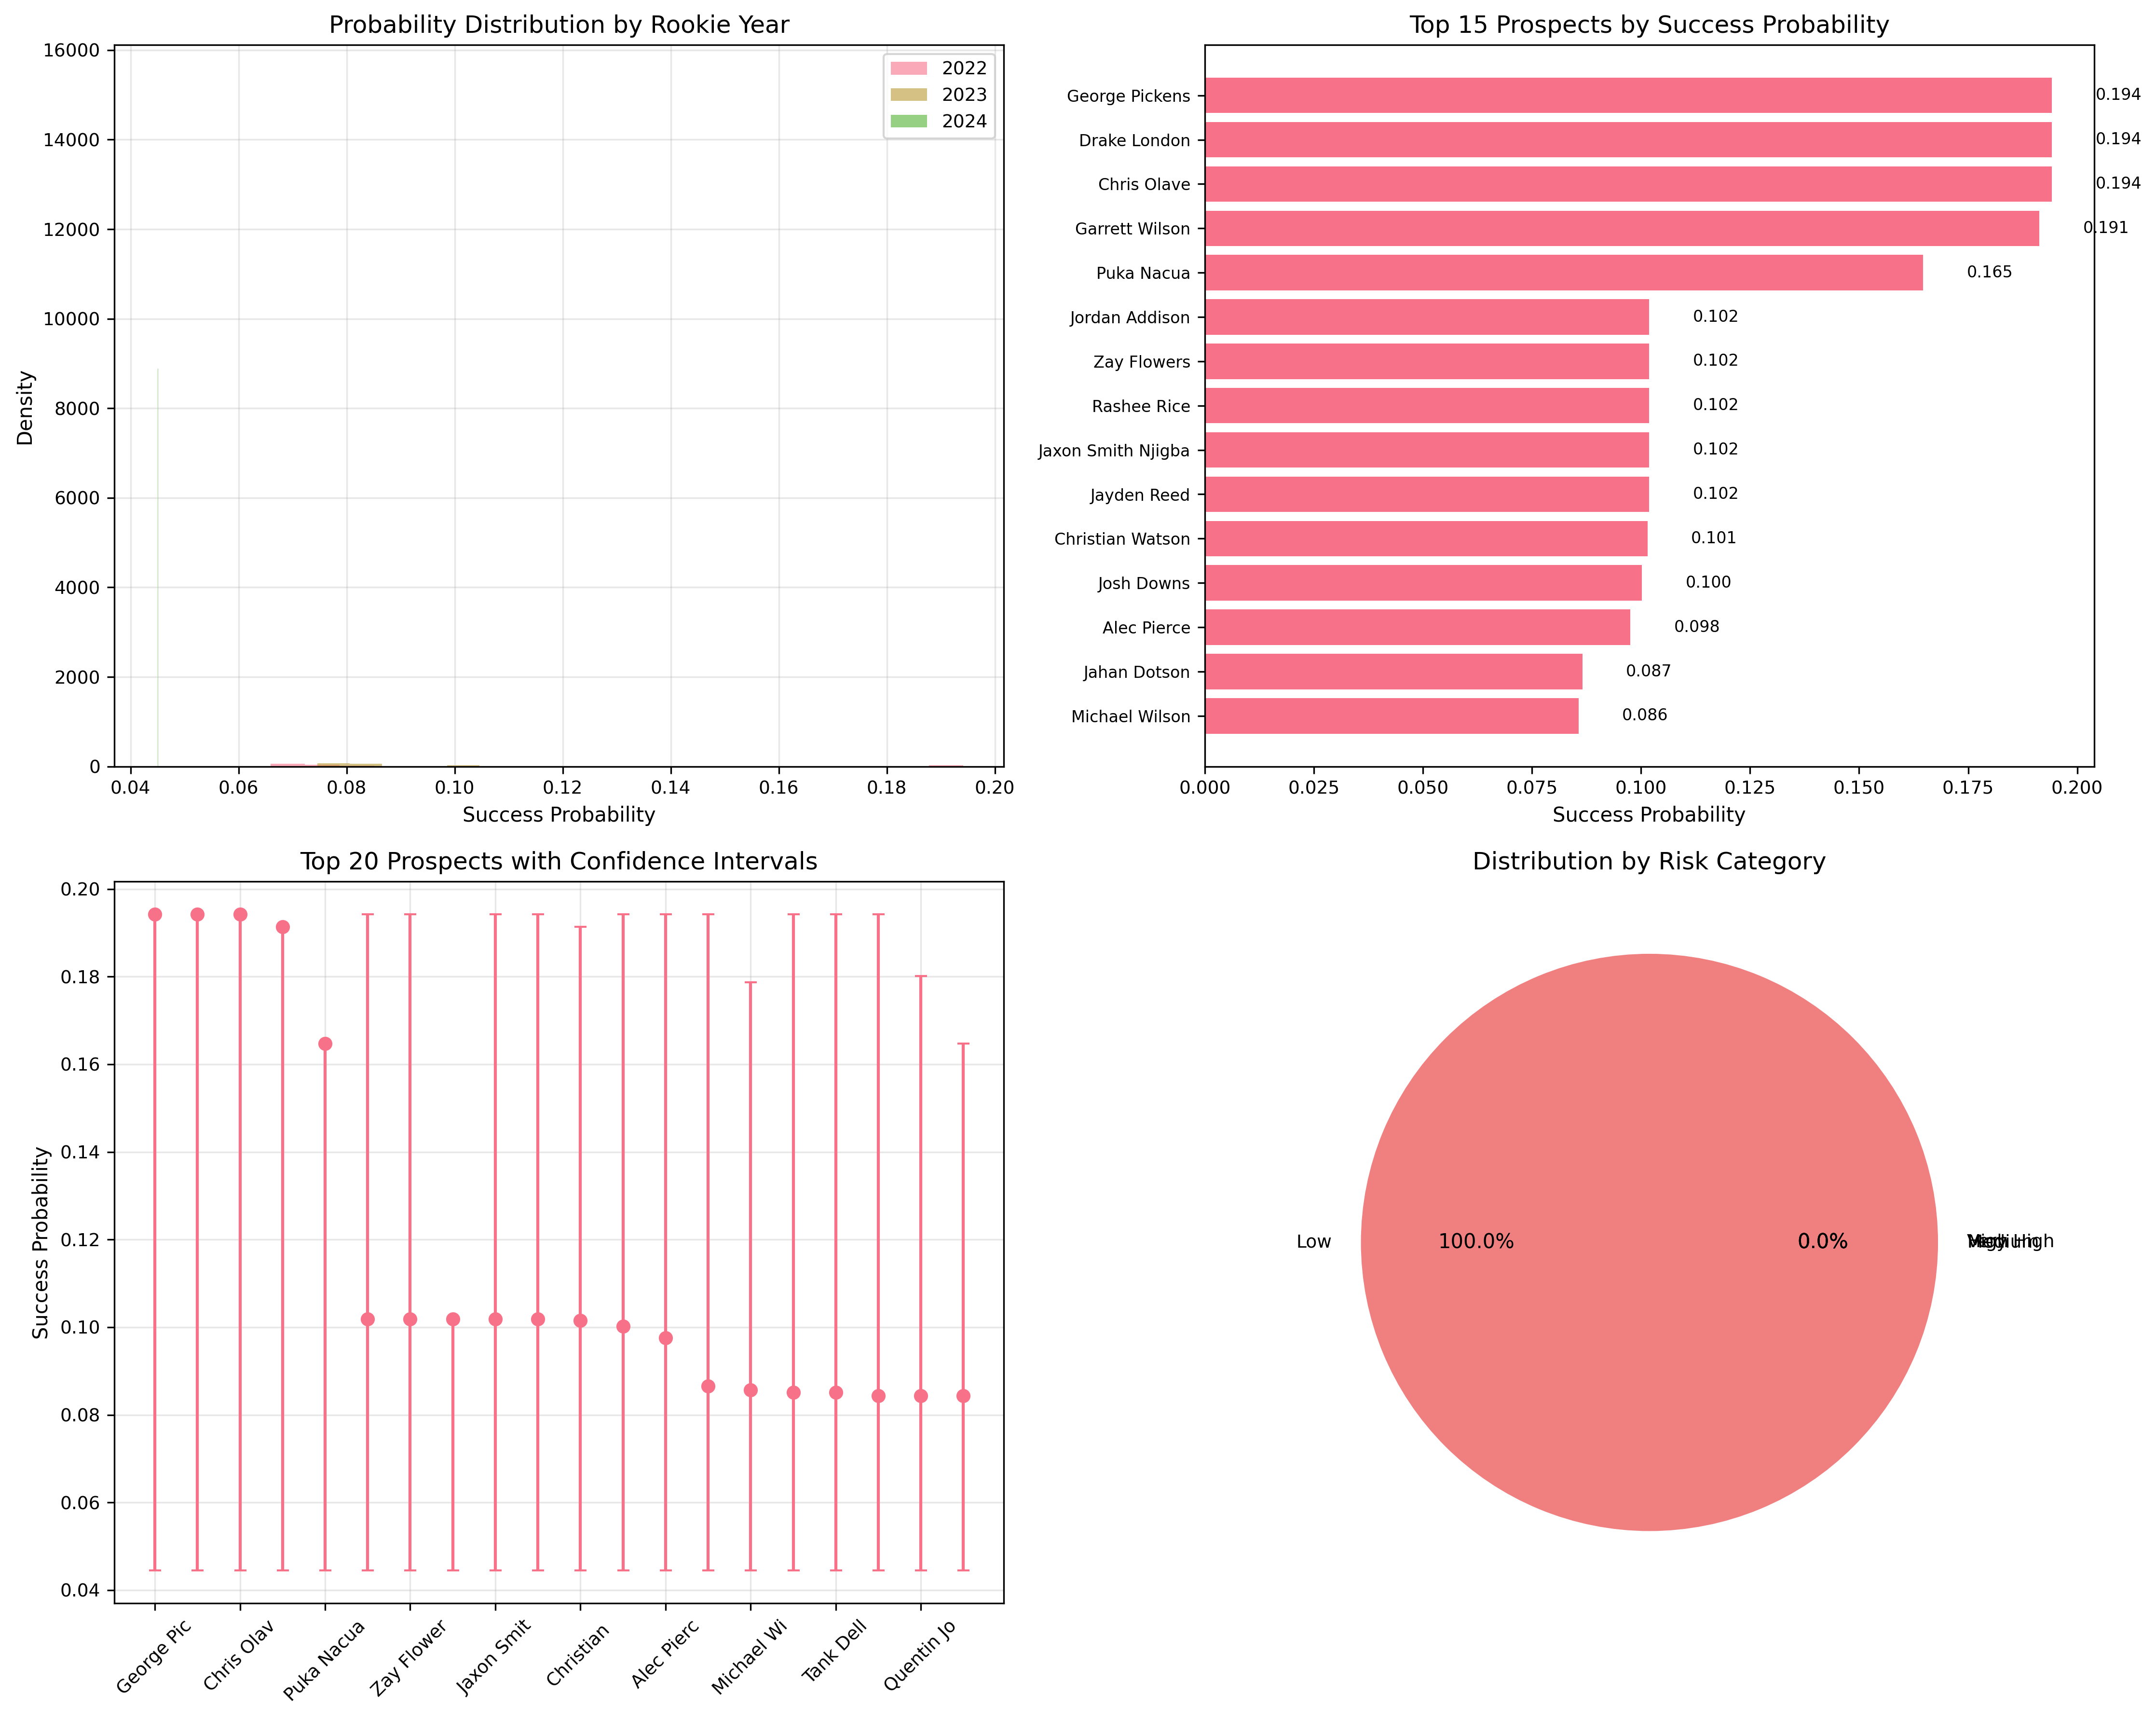 Probability Distribution by Rookie Year
16000
14000
12000
10000
8000
6000
4000
2000
0
Density
2022
2023
2024
0.04 0.06 0.08 0.10 0.12 0.14 0.16 0.18 0.20
Success Probability
Top 15 Prospects by Success Probability
George Pickens 0.194
Drake London 0.194
Chris Olave 0.194
Garrett Wilson 0.191
Puka Nacua 0.165
Jordan Addison 0.102
Zay Flowers 0.102
Rashee Rice 0.102
Jaxon Smith Njigba 0.102
Jayden Reed 0.102
Christian Watson 0.101
Josh Downs 0.100
Alec Pierce 0.098
Jahan Dotson 0.087
Michael Wilson 0.086
0.000 0.025 0.050 0.075 0.100 0.125 0.150 0.175 0.200
Success Probability
Top 20 Prospects with Confidence Intervals
0.20
0.18
0.16
0.14
0.12
0.10
0.08
0.06
0.04
Success Probability
George Pic
Chris Olav
Puka Nacua
Zay Flower
Jaxon Smit
Christian
Alec Pierc
Michael Wi
Tank Dell
Quentin Jo
Distribution by Risk Category
Low 100.0% 0.0%